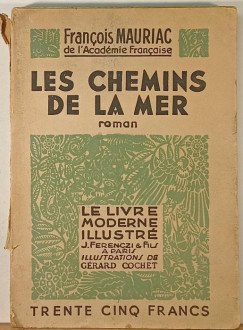 François MAURIAC
de l'Académie Française
LES CHEMINS
DE LA MER
roman
LE LIVRE
MODERNE
ILLUSTRÉ
J. FERENCZI & FILS
A PARIS
ILLUSTRATIONS DE
GÉRARD COCHET
TRENTE CINQ FRANCS